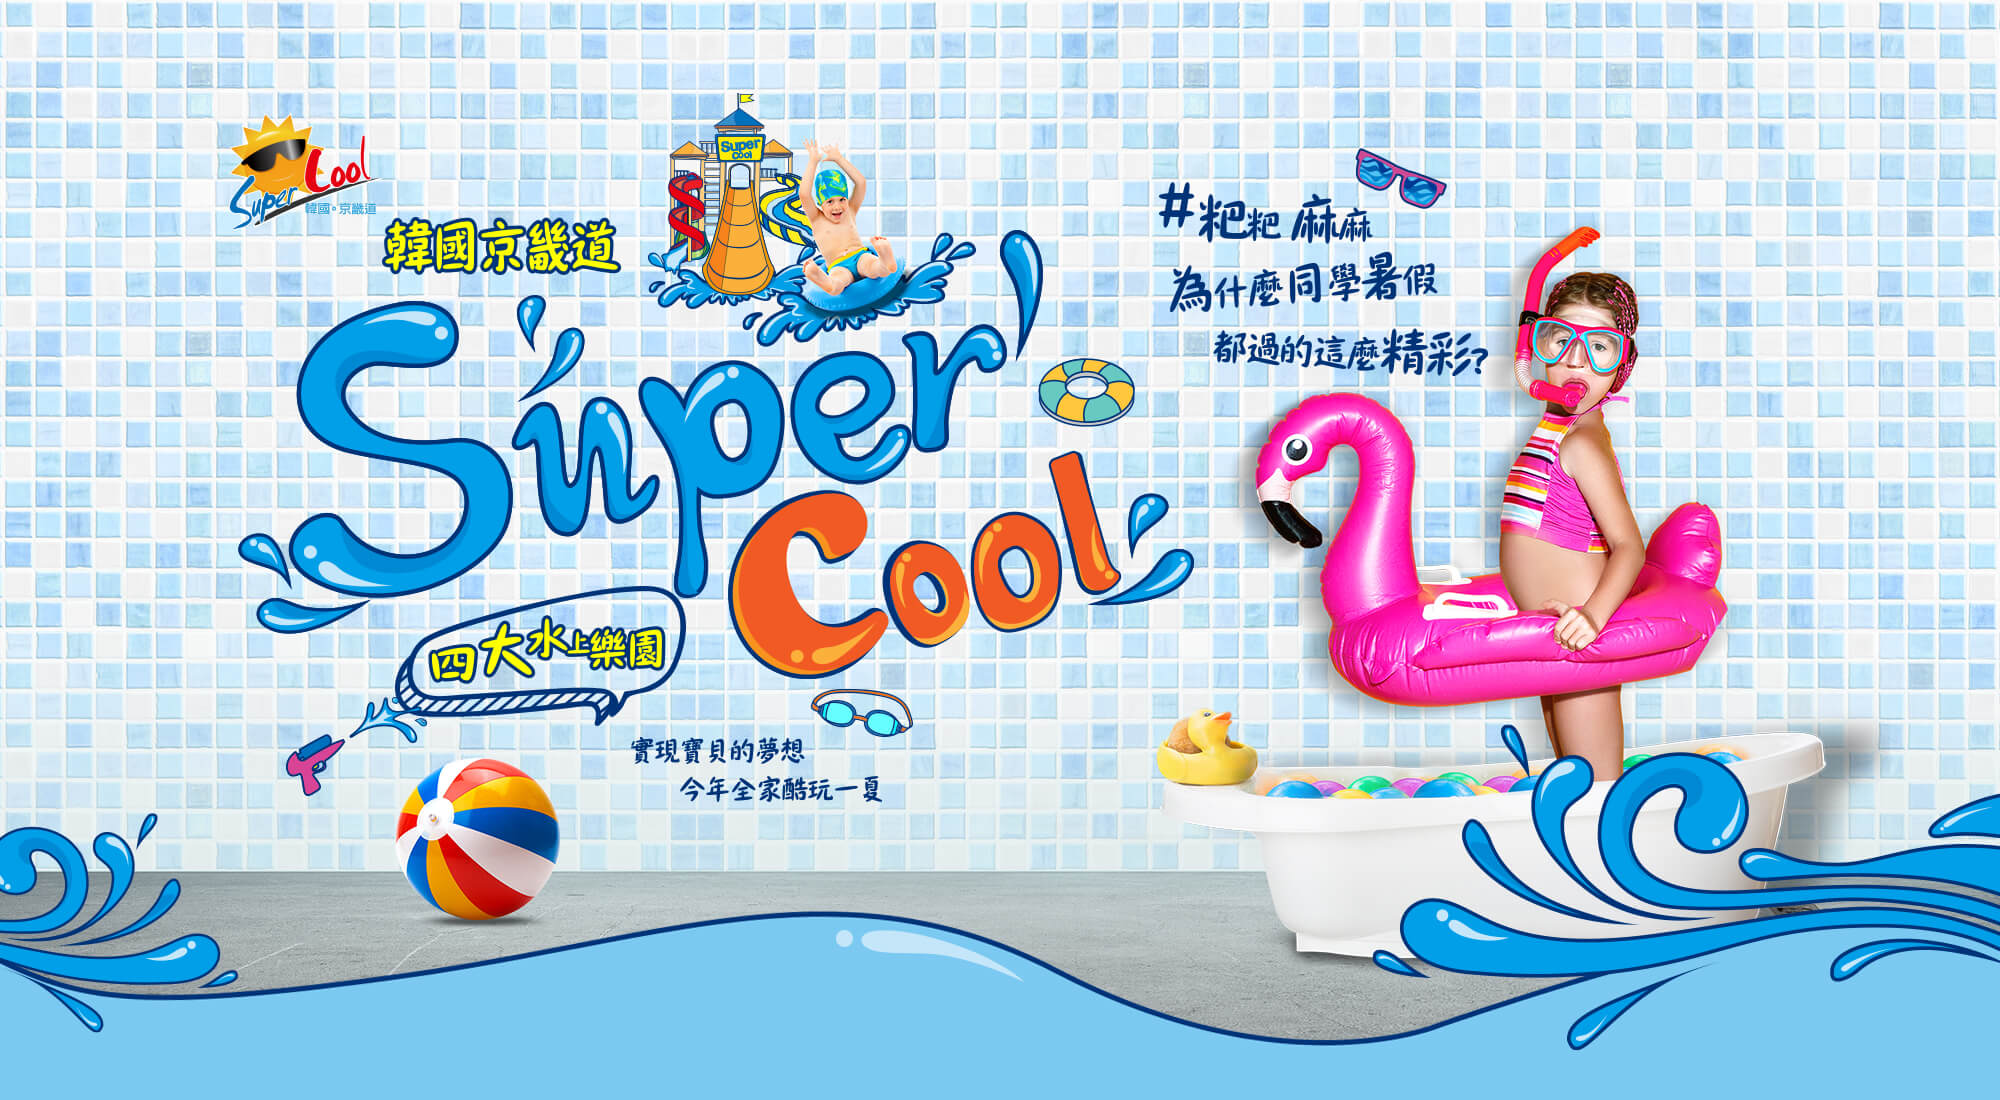 Super Cool
韓國。京畿道
韓國京畿道
Super
Cool
Super
Cool
四大水上樂園
實現寶貝的夢想
今年全家酷玩一夏
#粑粑 麻麻
為什麼同學暑假
都過的這麼精彩?